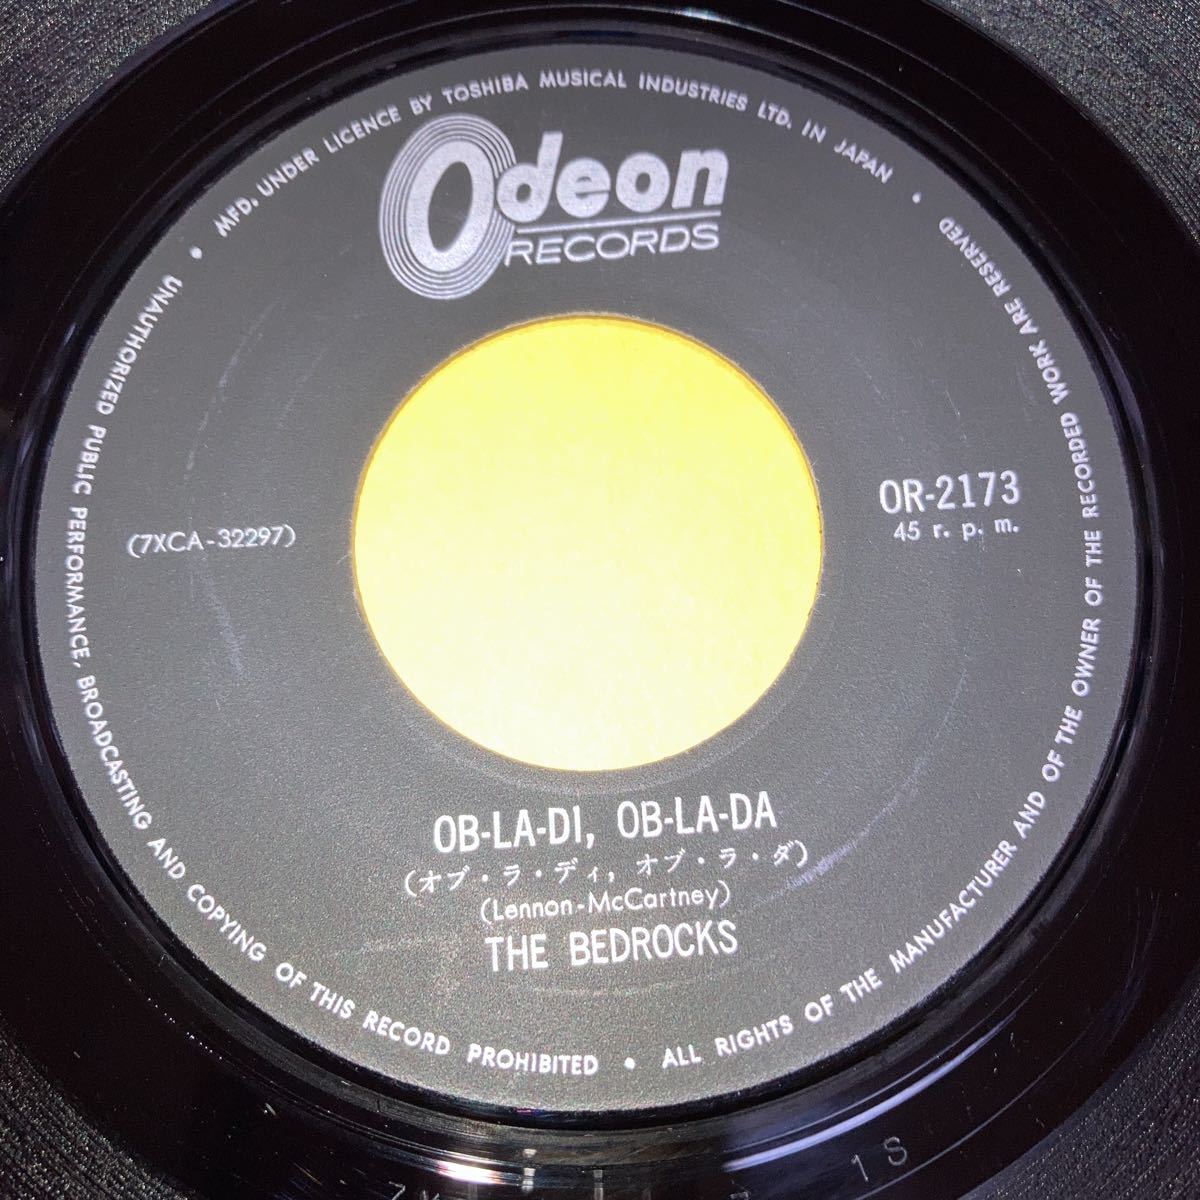 MFD. UNDER LICENCE BY TOSHIBA MUSICAL INDUSTRIES LTD. IN JAPAN •
Odeon
RECORDS
OR-2173
45 r. p. m.
(7XCA-32297)
OB-LA-DI, OB-LA-DA
(オブ・ラ・ディ, オブ・ラ・ダ)
(Lennon-McCartney)
THE BEDROCKS
• UNAUTHORIZED PUBLIC PERFORMANCE, BROADCASTING AND COPYING OF THIS RECORD PROHIBITED • ALL RIGHTS OF THE MANUFACTURER AND OF THE OWNER OF THE RECORDED WORK ARE RESERVED
1S